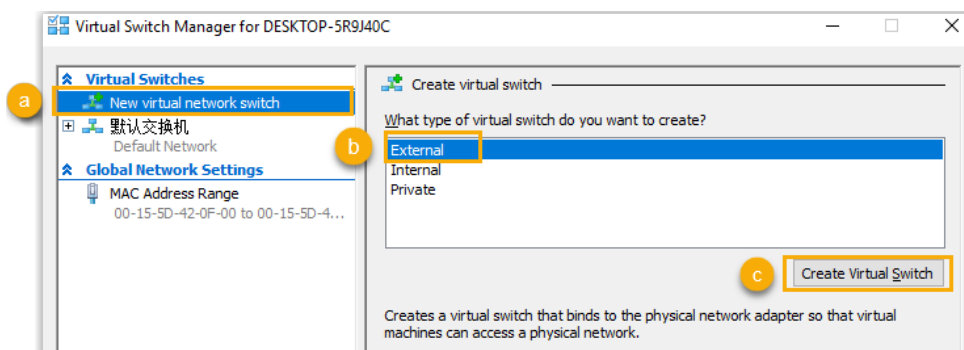 Virtual Switch Manager for DESKTOP-5R9J40C
Virtual Switches
a
New virtual network switch
默认交换机
Default Network
Global Network Settings
MAC Address Range
00-15-5D-42-0F-00 to 00-15-5D-4...
Create virtual switch
What type of virtual switch do you want to create?
b
External
Internal
Private
c
Create Virtual Switch
Creates a virtual switch that binds to the physical network adapter so that virtual
machines can access a physical network.